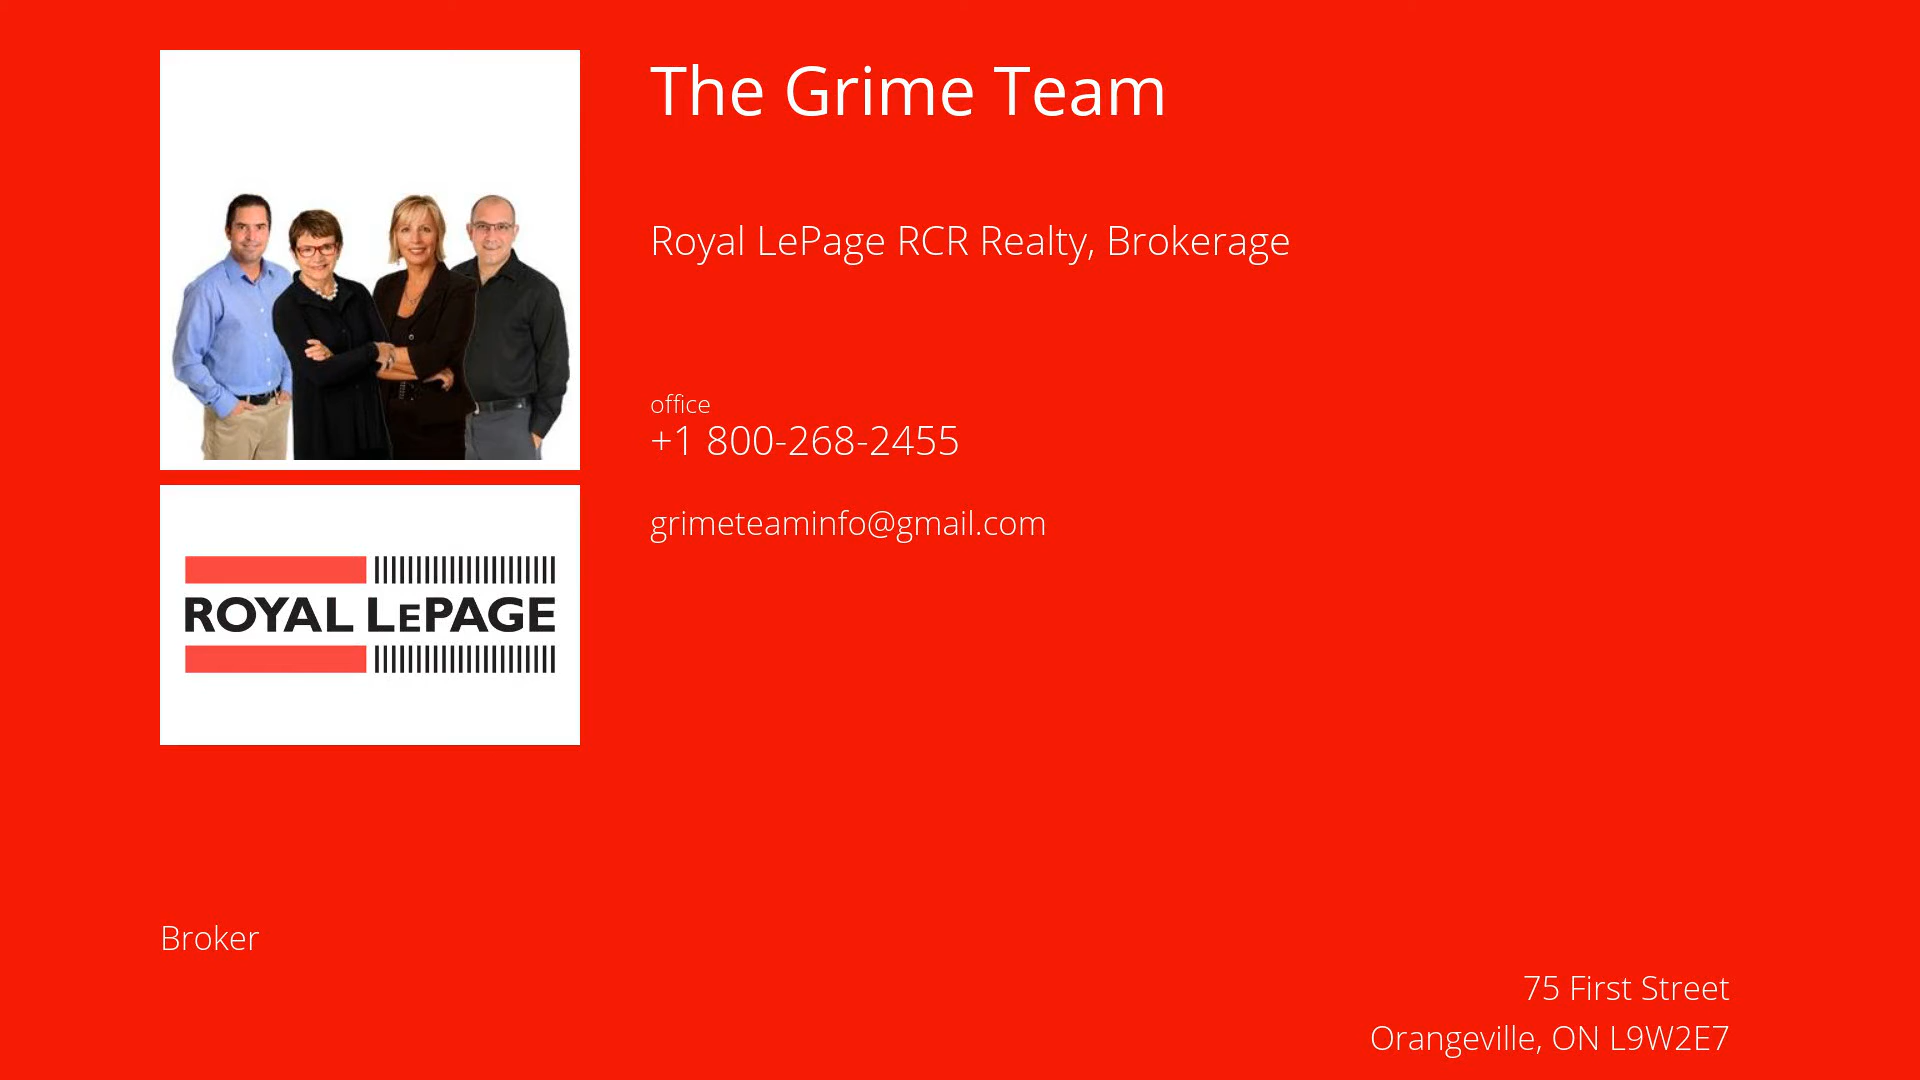 The Grime Team
Royal LePage RCR Realty, Brokerage
office
+1 800-268-2455
grimeteaminfo@gmail.com
ROYAL LEPAGE
Broker
75 First Street
Orangeville, ON L9W2E7